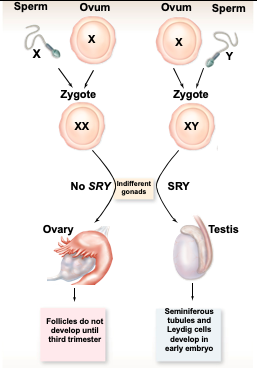 Sperm Ovum Ovum Sperm
X X X Y
Zygote Zygote
XX XY
No SRY Indifferent gonads SRY
Ovary Testis
Follicles do not
develop until
third trimester
Seminiferous
tubules and
Leydig cells
develop in
early embryo